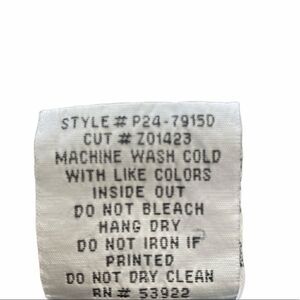 STYLE # P24-7915D
CUT # Z01423
MACHINE WASH COLD
WITH LIKE COLORS
INSIDE OUT
DO NOT BLEACH
HANG DRY
DO NOT IRON IF
PRINTED
DO NOT DRY CLEAN
RN # 53922